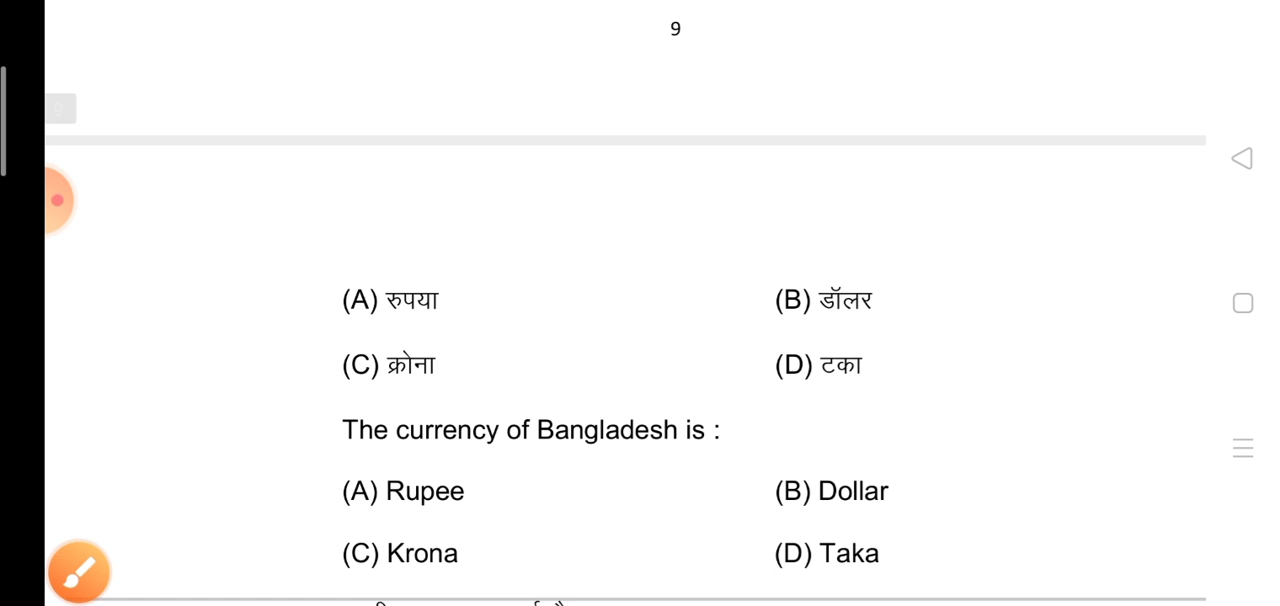 9
(A) रुपया (B) डॉलर
(C) क्रोना (D) टका
The currency of Bangladesh is :
(A) Rupee (B) Dollar
(C) Krona (D) Taka